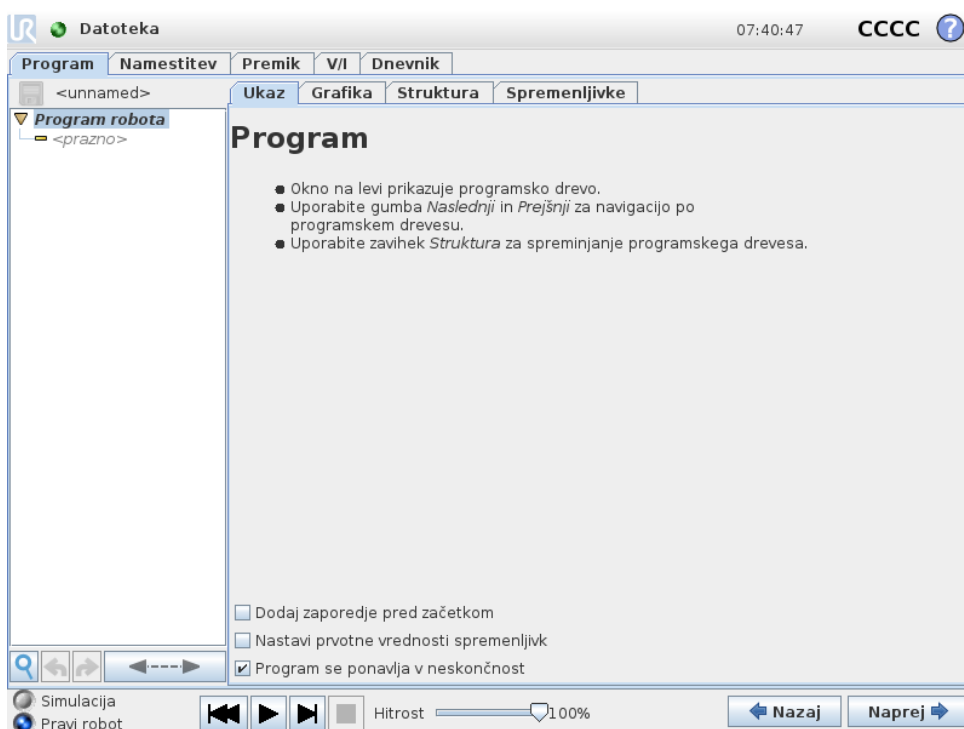 UR Datoteka 07:40:47 CCCC ?
Program Namestitev Premik V/I Dnevnik
<unnamed>
Ukaz Grafika Struktura Spremenljivke
Program robota
<prazno>
Program
Okno na levi prikazuje programsko drevo.
Uporabite gumba Naslednji in Prejšnji za navigacijo po
programskem drevesu.
Uporabite zavihek Struktura za spreminjanje programskega drevesa.
Dodaj zaporedje pred začetkom
Nastavi prvotne vrednosti spremenljivk
Program se ponavlja v neskončnost
Simulacija
Pravi robot
Hitrost 100%
Nazaj Naprej